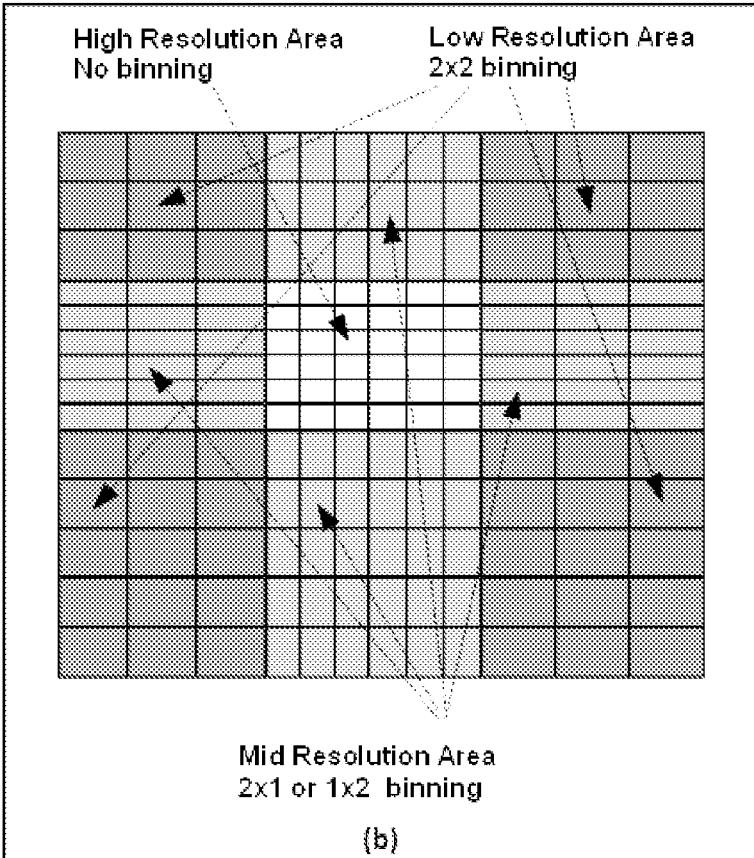 High Resolution Area
No binning
Low Resolution Area
2x2 binning
Mid Resolution Area
2x1 or 1x2 binning
(b)